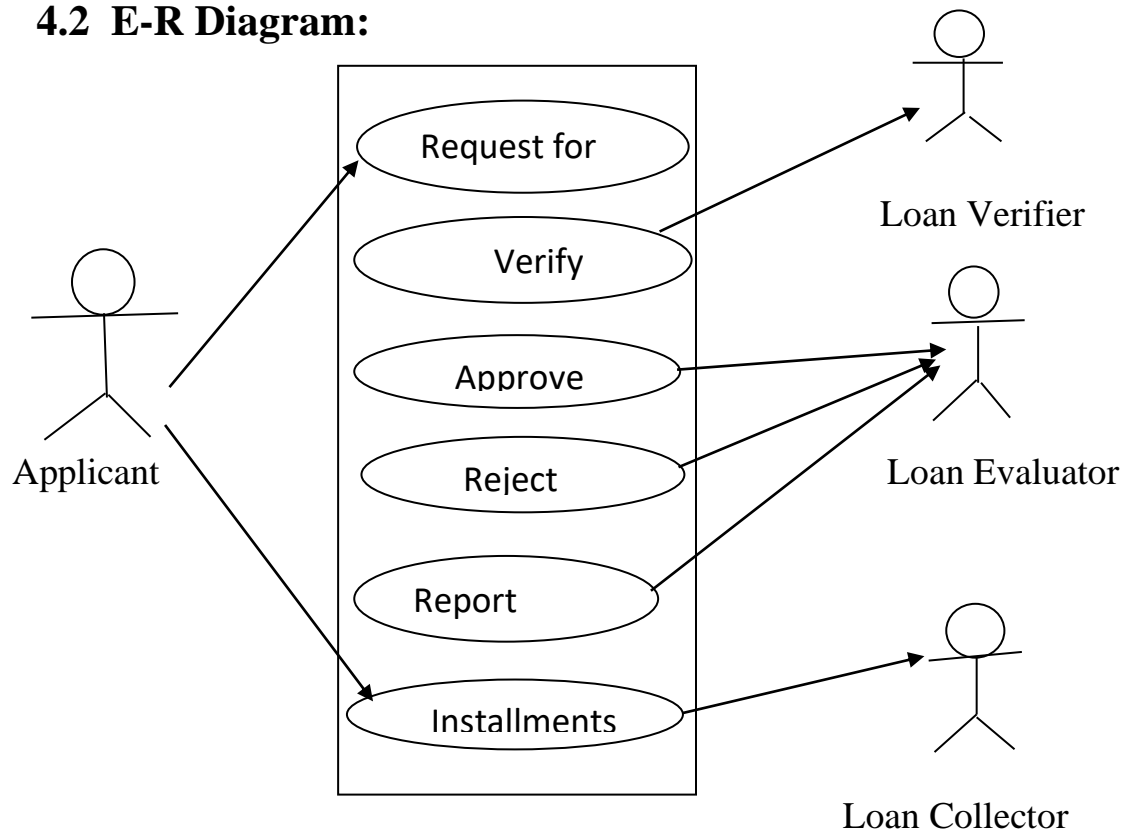 4.2 E-R Diagram:
Request for
Loan Verifier
Verify
Approve
Applicant
Reject
Loan Evaluator
Report
Installments
Loan Collector